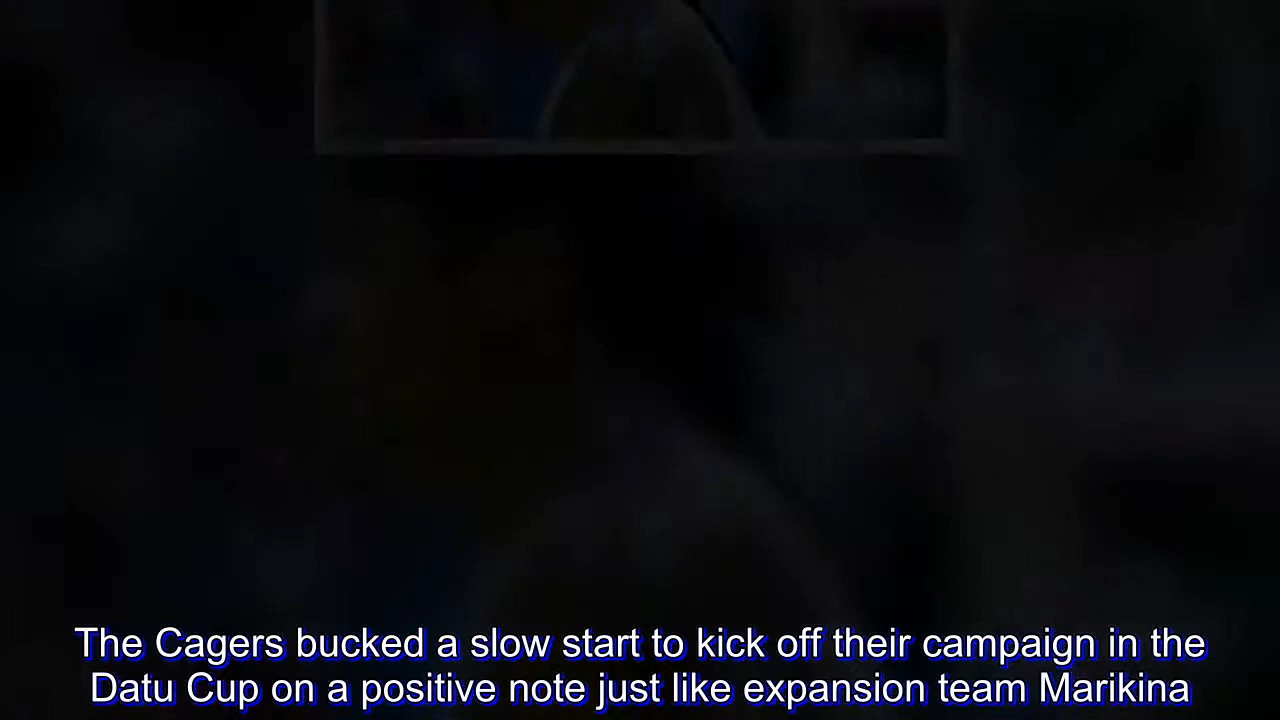 The Cagers bucked a slow start to kick off their campaign in the
Datu Cup on a positive note just like expansion team Marikina